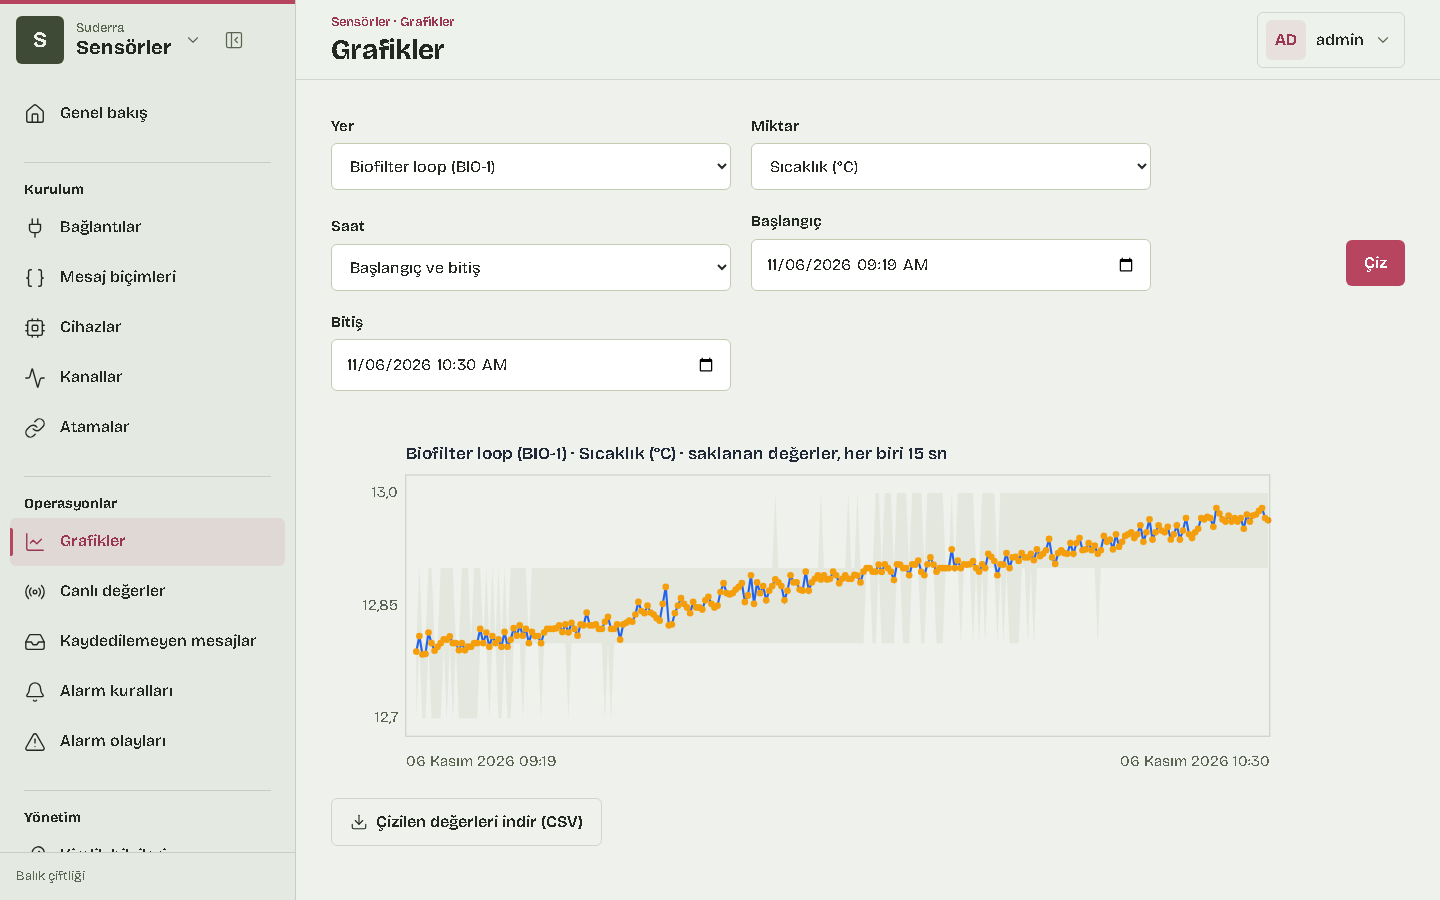 S
Suderra
Sensörler
Genel bakış
Kurulum
Bağlantılar
Mesaj biçimleri
Cihazlar
Kanallar
Atamalar
Operasyonlar
Grafikler
Canlı değerler
Kaydedilemeyen mesajlar
Alarm kuralları
Alarm olayları
Yönetim
Balık çiftliği
Sensörler · Grafikler
Grafikler
AD
admin
Yer
Biofilter loop (BIO-1)
Miktar
Sıcaklık (°C)
Saat
Başlangıç ve bitiş
Başlangıç
11/06/2026 09:19 AM
Çiz
Bitiş
11/06/2026 10:30 AM
Biofilter loop (BIO-1) · Sıcaklık (°C) · saklanan değerler, her biri 15 sn
13,0
12,85
12,7
06 Kasım 2026 09:19
06 Kasım 2026 10:30
Çizilen değerleri indir (CSV)